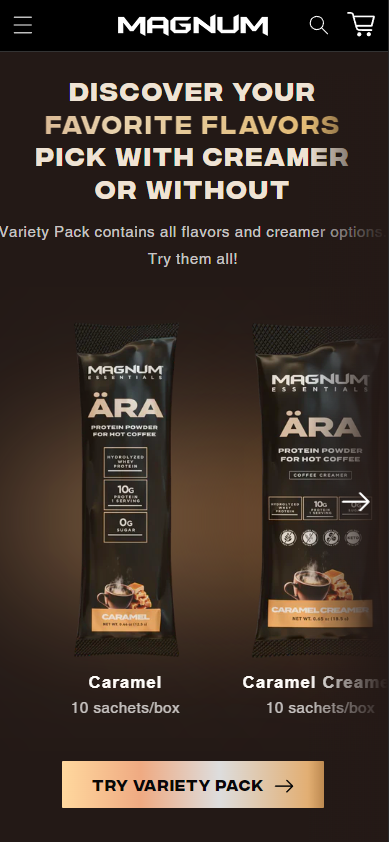 MAGNUM
DISCOVER YOUR
FAVORITE FLAVORS
PICK WITH CREAMER
OR WITHOUT
Variety Pack contains all flavors and creamer options
Try them all!
MAGNUM
ESSENTIALS
ÄRA
PROTEIN POWDER
FOR HOT COFFEE
HYDROLYZED
WHEY
PROTEIN
10G
PROTEIN
1 SERVING
0G
SUGAR
CARAMEL
MAGNUM
ESSENTIALS
ÄRA
PROTEIN POWDER
FOR HOT COFFEE
COFFEE CREAMER
HYDROLYZED
WHEY
PROTEIN
10G
PROTEIN
1 SERVING
CARAMEL CREAMER
Caramel
10 sachets/box
Caramel Creame
10 sachets/box
TRY VARIETY PACK